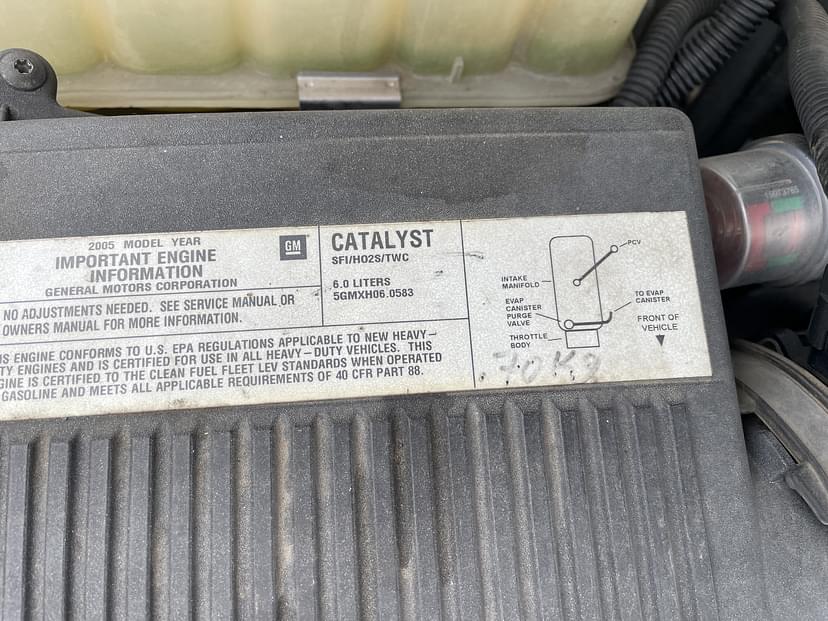 2005 MODEL YEAR
IMPORTANT ENGINE
INFORMATION
GENERAL MOTORS CORPORATION
GM
NO ADJUSTMENTS NEEDED. SEE SERVICE MANUAL OR
OWNERS MANUAL FOR MORE INFORMATION.
CATALYST
SFI/HO2S/TWC
6.0 LITERS
5GMXH06.0583
IS ENGINE CONFORMS TO U.S. EPA REGULATIONS APPLICABLE TO NEW HEAVY–
TY ENGINES AND IS CERTIFIED FOR USE IN ALL HEAVY–DUTY VEHICLES. THIS
GINE IS CERTIFIED TO THE CLEAN FUEL FLEET LEV STANDARDS WHEN OPERATED
GASOLINE AND MEETS ALL APPLICABLE REQUIREMENTS OF 40 CFR PART 88.
PCV
INTAKE
MANIFOLD
EVAP
CANISTER
PURGE
VALVE
THROTTLE
BODY
TO EVAP
CANISTER
FRONT OF
VEHICLE